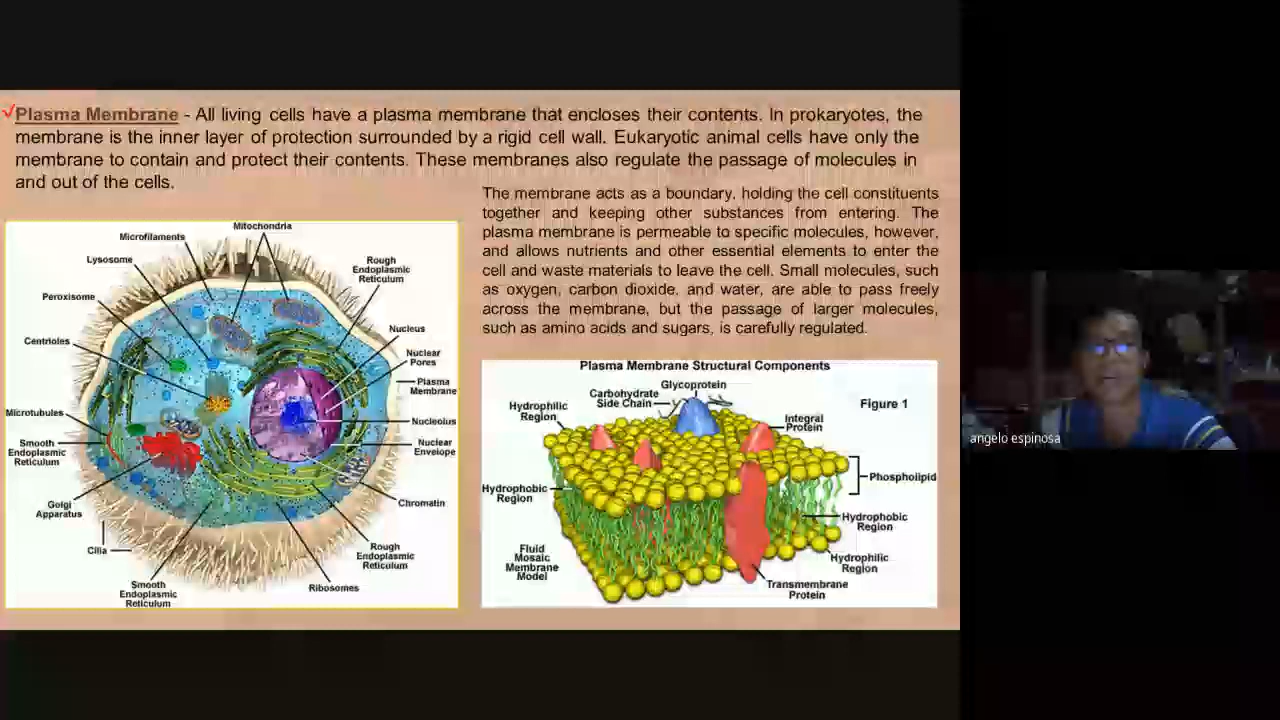 √Plasma Membrane - All living cells have a plasma membrane that encloses their contents. In prokaryotes, the
membrane is the inner layer of protection surrounded by a rigid cell wall. Eukaryotic animal cells have only the
membrane to contain and protect their contents. These membranes also regulate the passage of molecules in
and out of the cells.
The membrane acts as a boundary, holding the cell constituents
together and keeping other substances from entering. The
plasma membrane is permeable to specific molecules, however,
and allows nutrients and other essential elements to enter the
cell and waste materials to leave the cell. Small molecules, such
as oxygen, carbon dioxide, and water, are able to pass freely
across the membrane, but the passage of larger molecules,
such as amino acids and sugars, is carefully regulated.
Mitochondria
Microfilaments
Lysosome
Rough
Endoplasmic
Reticulum
Peroxisome
Nucleus
Centrioles
Nuclear
Pores
Plasma
Membrane
Microtubules
Nucleolus
Smooth
Endoplasmic
Reticulum
Nuclear
Envelope
Golgi
Apparatus
Chromatin
Cilia
Rough
Endoplasmic
Reticulum
Smooth
Endoplasmic
Reticulum
Ribosomes
Plasma Membrane Structural Components
Glycoprotein
Carbohydrate
Side Chain
Figure 1
Hydrophilic
Region
Integral
Protein
Phospholipid
Hydrophobic
Region
Hydrophobic
Region
Fluid
Mosaic
Membrane
Model
Hydrophilic
Region
Transmembrane
Protein
angelo espinosa